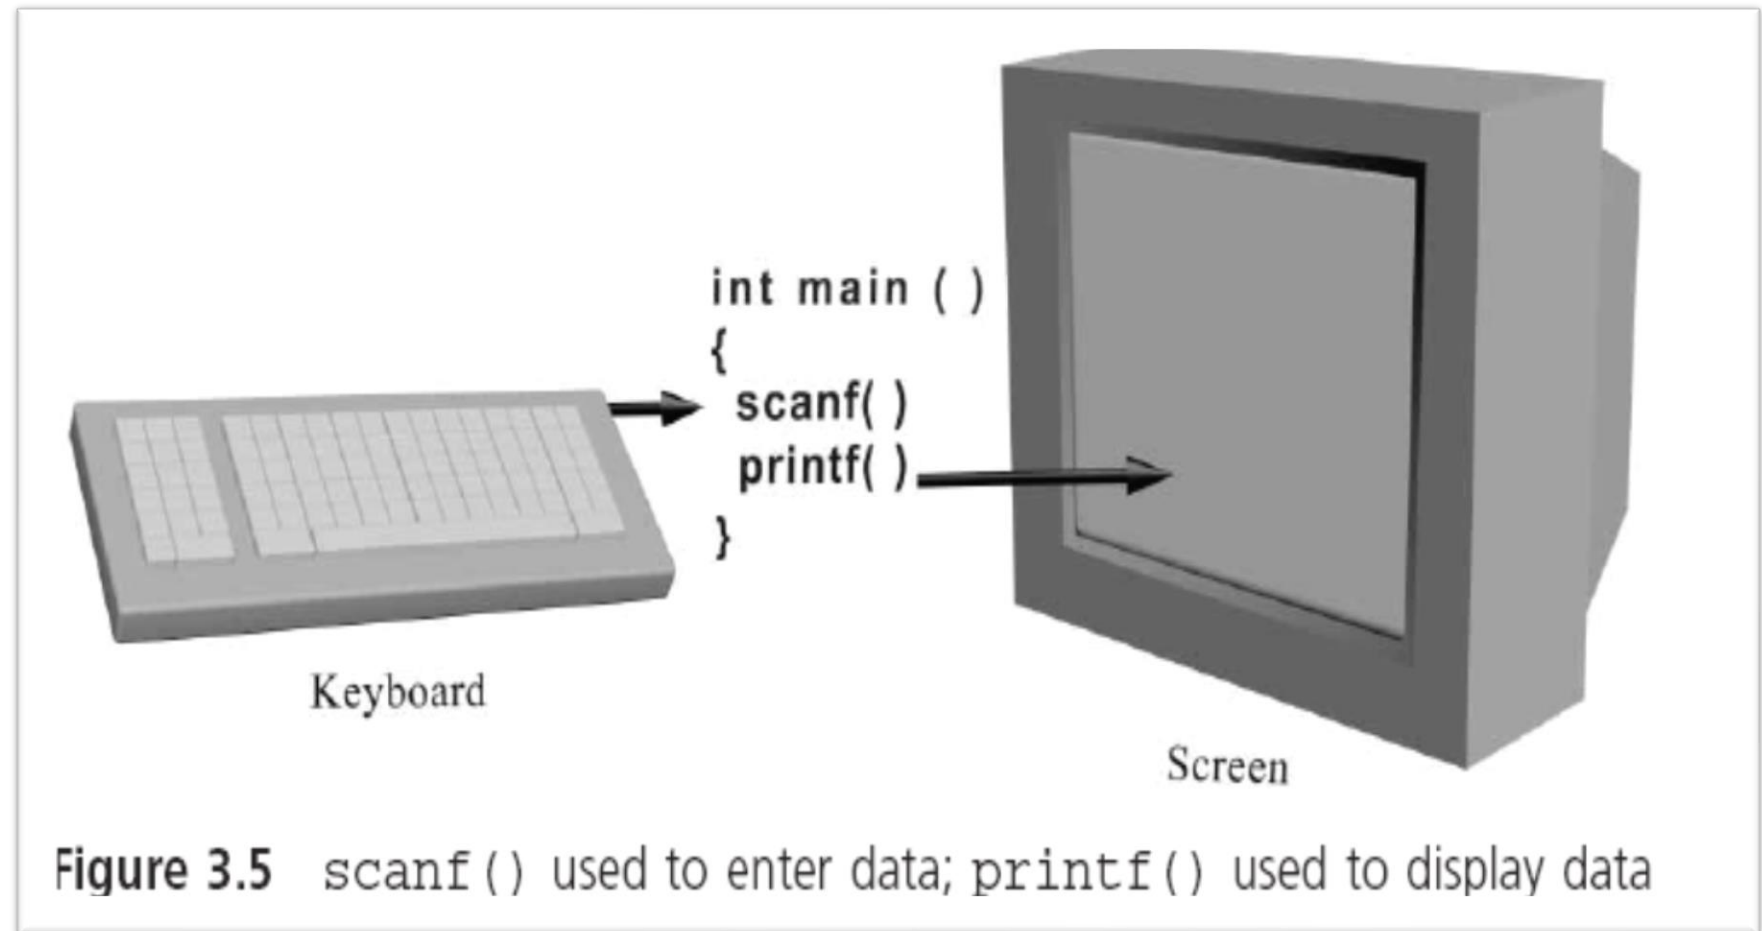 int main ( )
{
scanf( )
printf( )
}
Keyboard
Screen
Figure 3.5 scanf() used to enter data; printf() used to display data